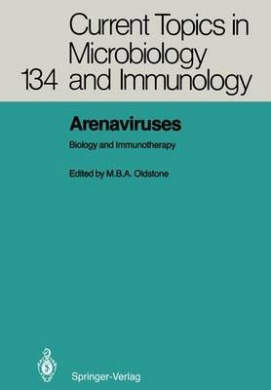 Current Topics in
Microbiology
134 and Immunology
Arenaviruses
Biology and Immunotherapy
Edited by M.B.A. Oldstone
Springer-Verlag